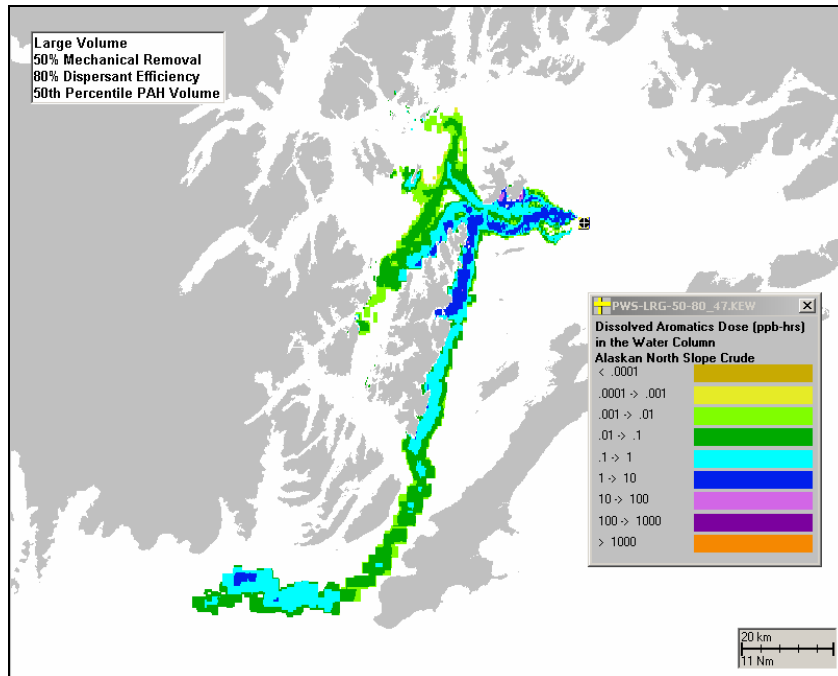 Large Volume
50% Mechanical Removal
80% Dispersant Efficiency
50th Percentile PAH Volume
PWS-LRG-50-80_47.KEW
Dissolved Aromatics Dose (ppb-hrs)
in the Water Column
Alaskan North Slope Crude
< .0001
.0001 -> .001
.001 -> .01
.01 -> .1
.1 -> 1
1 -> 10
10 -> 100
100 -> 1000
> 1000
20 km
11 Nm